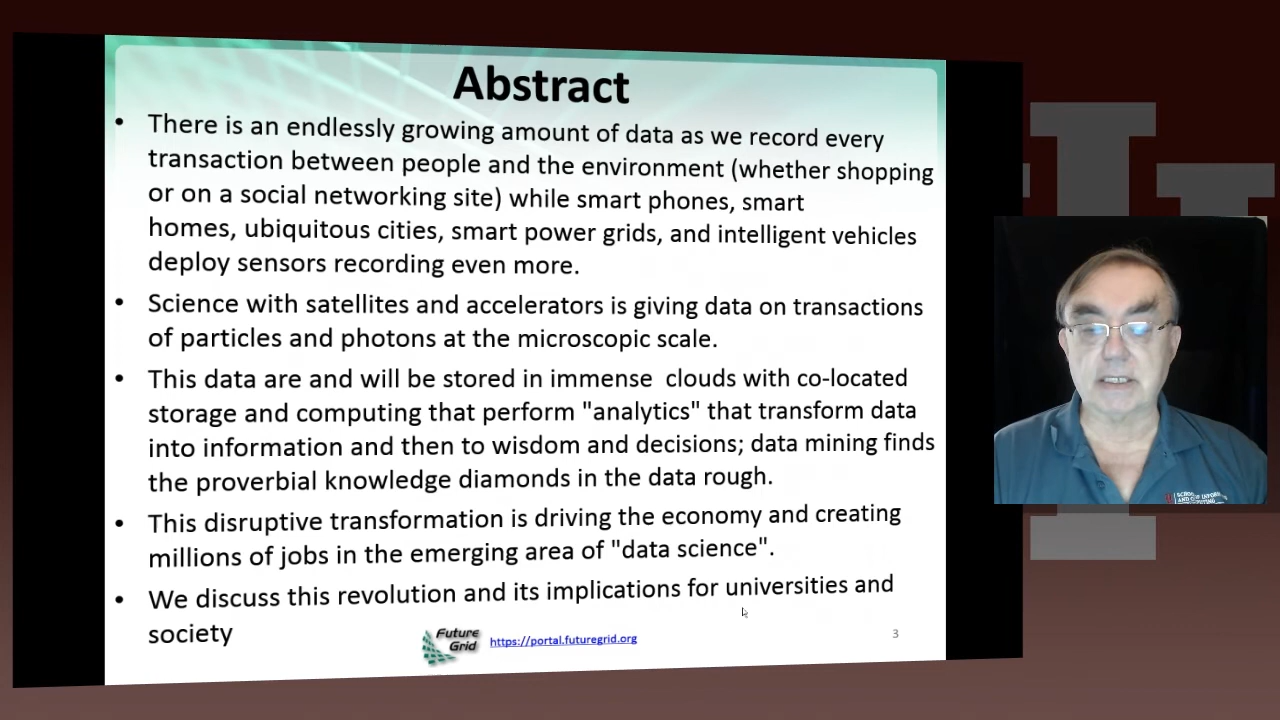 Abstract
• There is an endlessly growing amount of data as we record every
transaction between people and the environment (whether shopping
or on a social networking site) while smart phones, smart
homes, ubiquitous cities, smart power grids, and intelligent vehicles
deploy sensors recording even more.
• Science with satellites and accelerators is giving data on transactions
of particles and photons at the microscopic scale.
• This data are and will be stored in immense clouds with co-located
storage and computing that perform "analytics" that transform data
into information and then to wisdom and decisions; data mining finds
the proverbial knowledge diamonds in the data rough.
• This disruptive transformation is driving the economy and creating
millions of jobs in the emerging area of "data science".
• We discuss this revolution and its implications for universities and
society
Future
Grid
https://portal.futuregrid.org
3